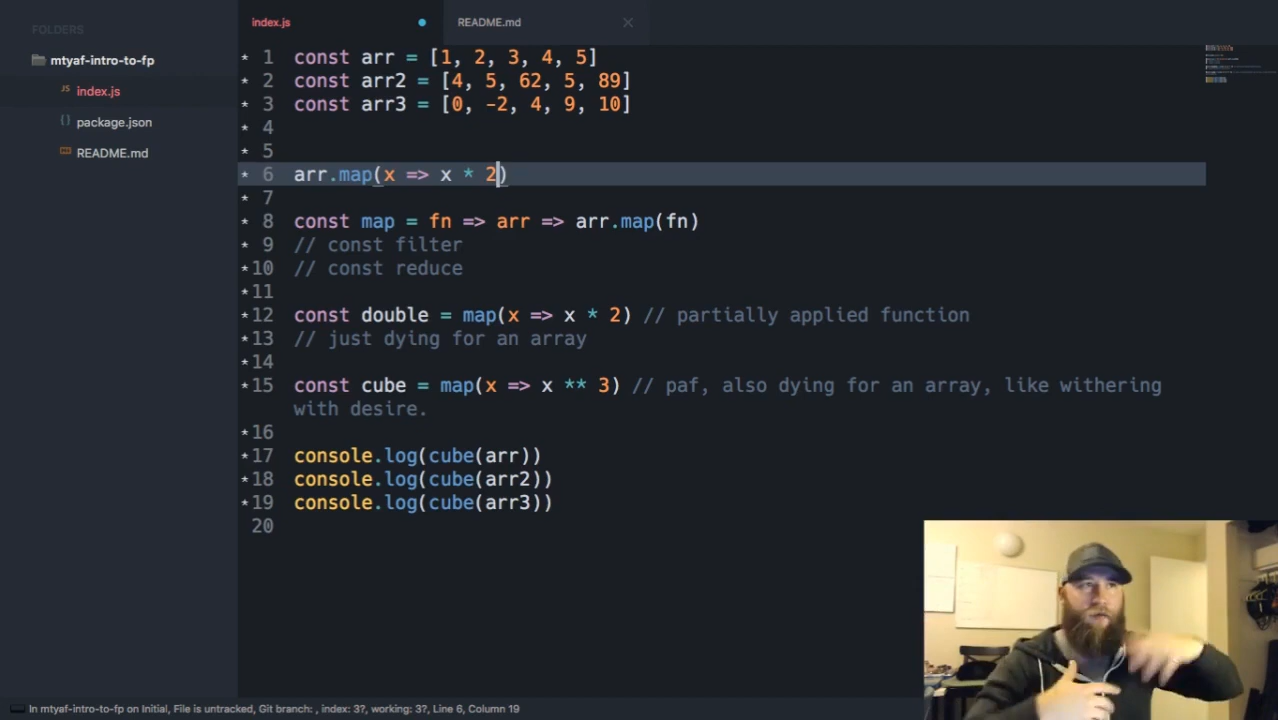 FOLDERS
mtyaf-intro-to-fp
JS index.js
{} package.json
README.md
index.js
README.md
* 1 const arr = [1, 2, 3, 4, 5]
* 2 const arr2 = [4, 5, 62, 5, 89]
* 3 const arr3 = [0, -2, 4, 9, 10]
* 4
* 5
* 6 arr.map(x => x * 2)
* 7
* 8 const map = fn => arr => arr.map(fn)
* 9 // const filter
* 10 // const reduce
* 11
* 12 const double = map(x => x * 2) // partially applied function
* 13 // just dying for an array
* 14
* 15 const cube = map(x => x ** 3) // paf, also dying for an array, like withering
with desire.
* 16
* 17 console.log(cube(arr))
* 18 console.log(cube(arr2))
* 19 console.log(cube(arr3))
20
In mtyaf-intro-to-fp on Initial, File is untracked, Git branch: , index: 3?, working: 3?, Line 6, Column 19